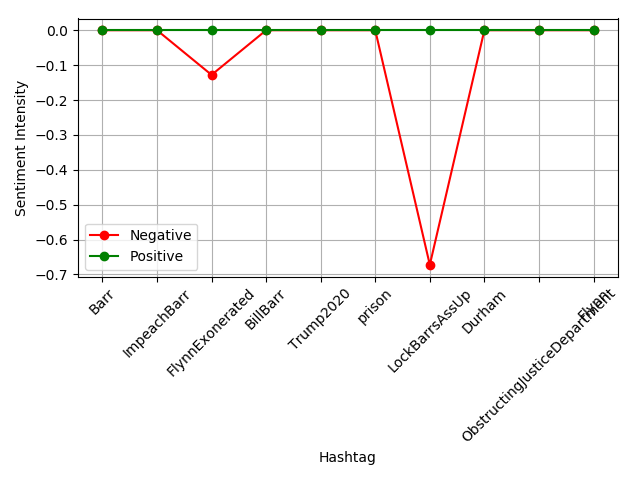 0.0
−0.1
−0.2
−0.3
−0.4
−0.5
−0.6
−0.7
Sentiment Intensity
Negative
Positive
Barr
ImpeachBarr
FlynnExonerated
BillBarr
Trump2020
prison
LockBarrsAssUp
Durham
ObstructingJusticeDepartment
Flynn
Hashtag